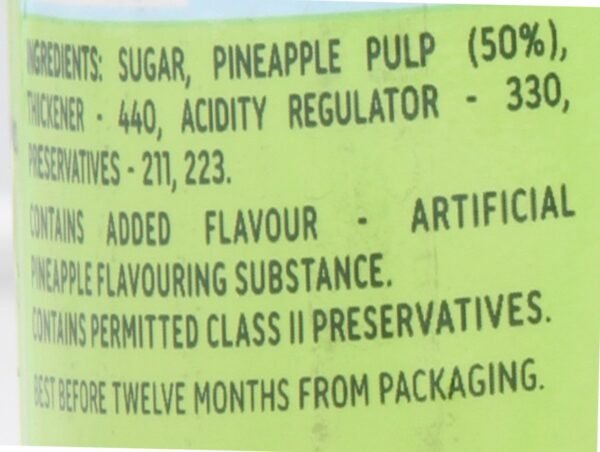 INGREDIENTS: SUGAR, PINEAPPLE PULP (50%),
THICKENER - 440, ACIDITY REGULATOR - 330,
PRESERVATIVES - 211, 223.
CONTAINS ADDED FLAVOUR - ARTIFICIAL
PINEAPPLE FLAVOURING SUBSTANCE.
CONTAINS PERMITTED CLASS II PRESERVATIVES.
BEST BEFORE TWELVE MONTHS FROM PACKAGING.